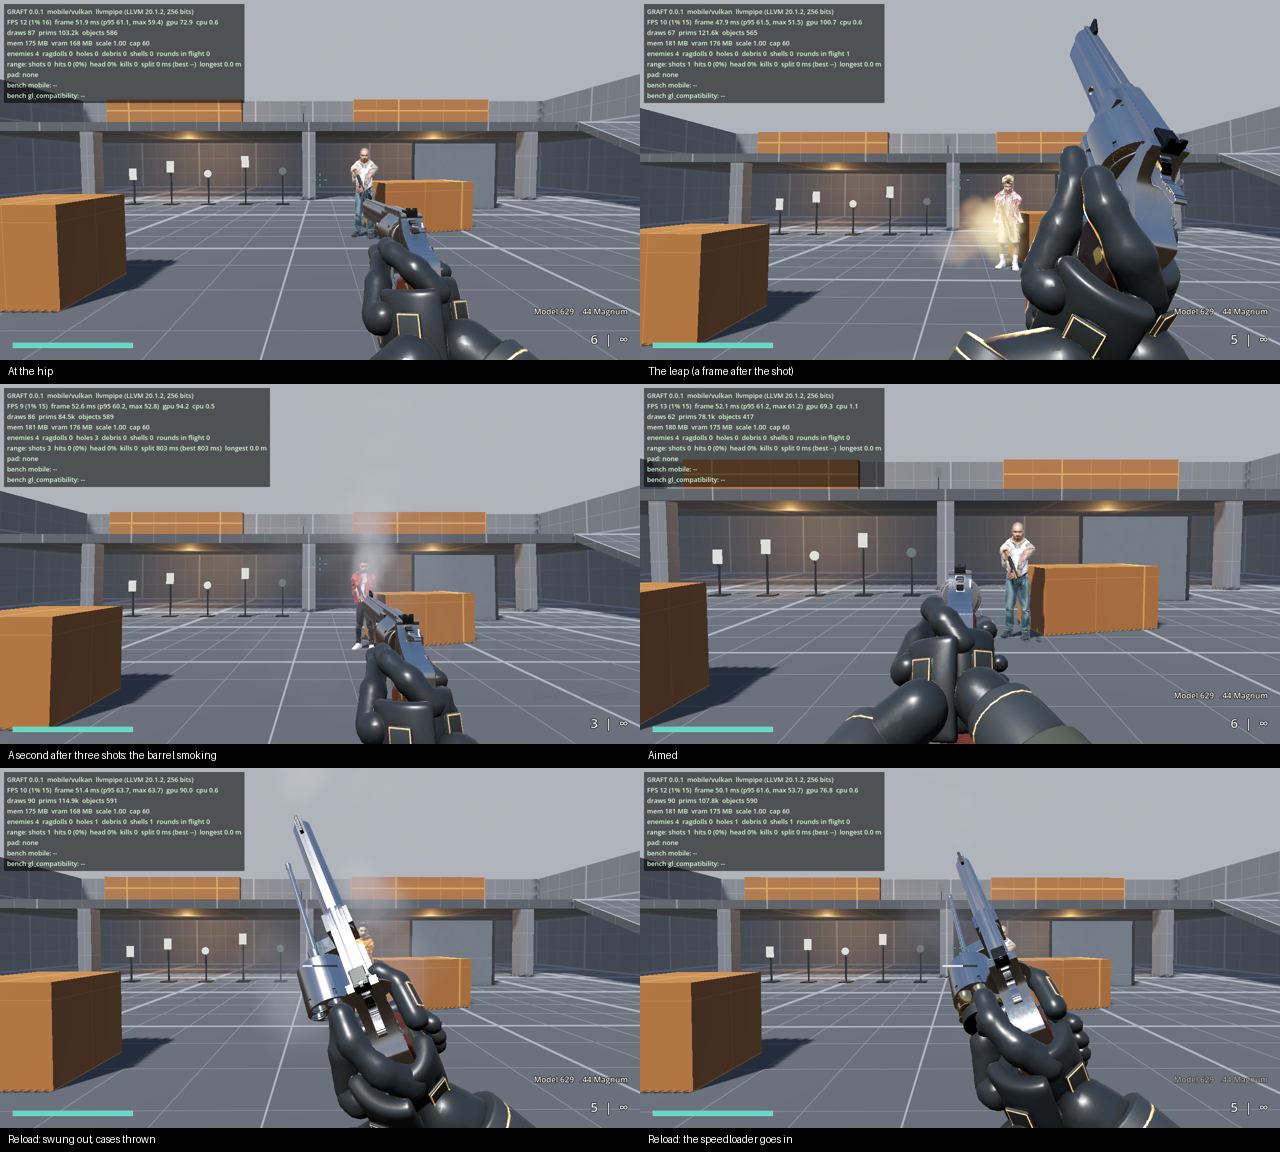 GRAFT 0.0.1 mobile/vulkan llvmpipe (LLVM 20.1.2, 256 bits)
FPS 12 (1% 16) frame 51.9 ms (p95 61.1, max 59.4) gpu 72.9 cpu 0.6
draws 87 prims 103.2k objects 586
mem 175 MB vram 168 MB scale 1.00 cap 60
enemies 4 ragdolls 0 holes 0 debris 0 shells 0 rounds in flight 0
range: shots 0 hits 0 (0%) head 0% kills 0 split 0 ms (best --) longest 0.0 m
pad: none
bench mobile: --
bench gl_compatibility: --
Model 629 .44 Magnum
6 | ∞
At the hip
GRAFT 0.0.1 mobile/vulkan llvmpipe (LLVM 20.1.2, 256 bits)
FPS 10 (1% 15) frame 47.9 ms (p95 61.5, max 51.5) gpu 100.7 cpu 0.6
draws 67 prims 121.6k objects 565
mem 181 MB vram 176 MB scale 1.00 cap 60
enemies 4 ragdolls 0 holes 0 debris 0 shells 0 rounds in flight 1
range: shots 1 hits 0 (0%) head 0% kills 0 split 0 ms (best --) longest 0.0 m
pad: none
bench mobile: --
bench gl_compatibility: --
Model 629 .44 Magnum
5 | ∞
The leap (a frame after the shot)
GRAFT 0.0.1 mobile/vulkan llvmpipe (LLVM 20.1.2, 256 bits)
FPS 9 (1% 15) frame 52.6 ms (p95 60.2, max 52.8) gpu 94.2 cpu 0.5
draws 86 prims 84.5k objects 589
mem 181 MB vram 176 MB scale 1.00 cap 60
enemies 4 ragdolls 0 holes 3 debris 0 shells 0 rounds in flight 0
range: shots 3 hits 0 (0%) head 0% kills 0 split 803 ms (best 803 ms) longest 0.0 m
pad: none
bench mobile: --
bench gl_compatibility: --
3 | ∞
A second after three shots: the barrel smoking
GRAFT 0.0.1 mobile/vulkan llvmpipe (LLVM 20.1.2, 256 bits)
FPS 13 (1% 15) frame 52.1 ms (p95 61.2, max 61.2) gpu 69.3 cpu 1.1
draws 62 prims 78.1k objects 417
mem 180 MB vram 175 MB scale 1.00 cap 60
enemies 4 ragdolls 0 holes 0 debris 0 shells 0 rounds in flight 0
range: shots 0 hits 0 (0%) head 0% kills 0 split 0 ms (best --) longest 0.0 m
pad: none
bench mobile: --
bench gl_compatibility: --
Model 629 .44 Magnum
6 | ∞
Aimed
GRAFT 0.0.1 mobile/vulkan llvmpipe (LLVM 20.1.2, 256 bits)
FPS 10 (1% 15) frame 51.4 ms (p95 63.7, max 63.7) gpu 90.0 cpu 0.6
draws 90 prims 114.9k objects 591
mem 175 MB vram 168 MB scale 1.00 cap 60
enemies 4 ragdolls 0 holes 1 debris 0 shells 1 rounds in flight 0
range: shots 1 hits 0 (0%) head 0% kills 0 split 0 ms (best --) longest 0.0 m
pad: none
bench mobile: --
bench gl_compatibility: --
Model 629 .44 Magnum
5 | ∞
Reload: swung out, cases thrown
GRAFT 0.0.1 mobile/vulkan llvmpipe (LLVM 20.1.2, 256 bits)
FPS 12 (1% 15) frame 50.1 ms (p95 61.6, max 53.7) gpu 76.8 cpu 0.6
draws 90 prims 107.8k objects 590
mem 181 MB vram 175 MB scale 1.00 cap 60
enemies 4 ragdolls 0 holes 1 debris 0 shells 1 rounds in flight 0
range: shots 1 hits 0 (0%) head 0% kills 0 split 0 ms (best --) longest 0.0 m
pad: none
bench mobile: --
bench gl_compatibility: --
Model 629 .44 Magnum
5 | ∞
Reload: the speedloader goes in